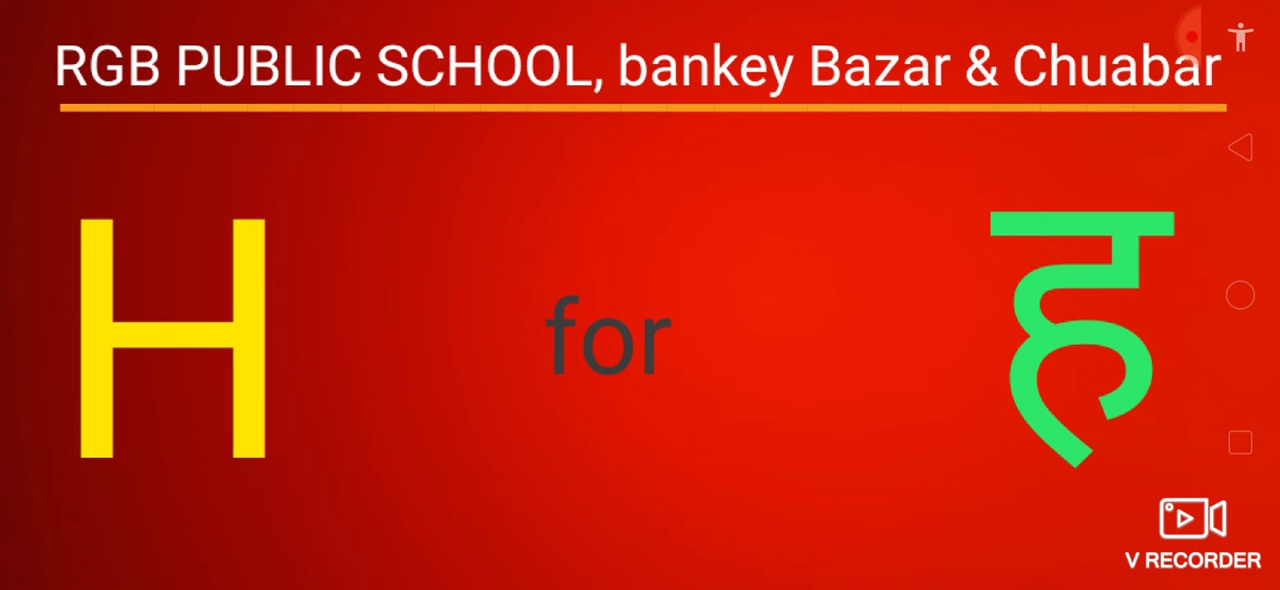 RGB PUBLIC SCHOOL, bankey Bazar & Chuabar
H for ह
V RECORDER